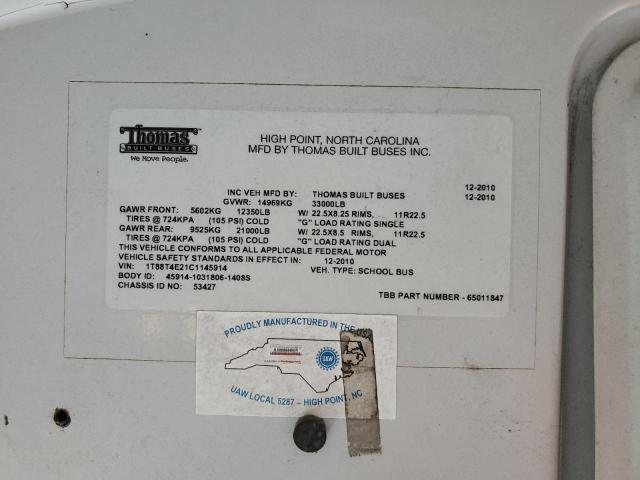 Thomas
BUILT BUSES
We Move People.
HIGH POINT, NORTH CAROLINA
MFD BY THOMAS BUILT BUSES INC.
INC VEH MFD BY: THOMAS BUILT BUSES 12-2010
GVWR: 14969KG 33000LB 12-2010
GAWR FRONT: 5602KG 12350LB W/ 22.5X8.25 RIMS, 11R22.5
TIRES @ 724KPA (105 PSI) COLD "G" LOAD RATING SINGLE
GAWR REAR: 9525KG 21000LB W/ 22.5X8.5 RIMS, 11R22.5
TIRES @ 724KPA (105 PSI) COLD "G" LOAD RATING DUAL
THIS VEHICLE CONFORMS TO ALL APPLICABLE FEDERAL MOTOR
VEHICLE SAFETY STANDARD IN EFFECT IN: 12-2010
VIN: 1T88T4E21C1145914 VEH. TYPE: SCHOOL BUS
BODY ID: 45914-1031806-1408S
CHASSIS ID NO: 53427 TBB PART NUMBER - 65011847
PROUDLY MANUFACTURED IN THE
UAW
UAW LOCAL 5287 – HIGH POINT, NC